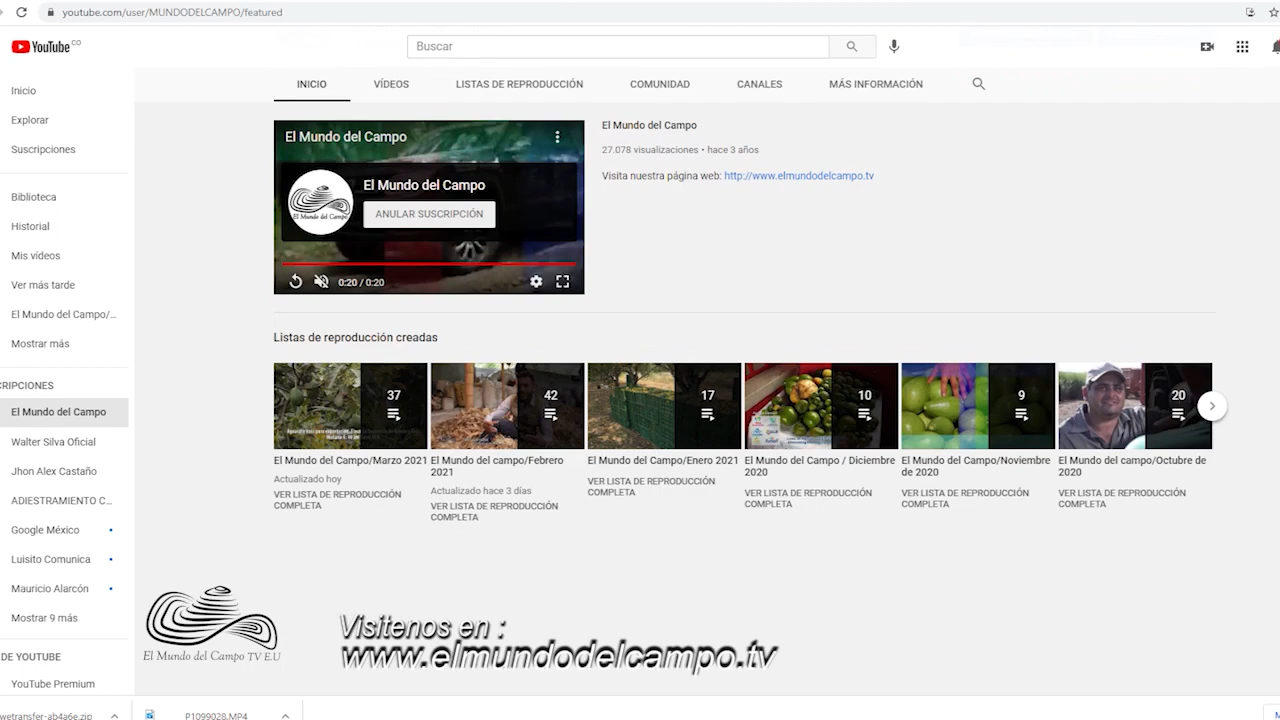 youtube.com/user/MUNDODELCAMPO/featured
YouTube CO
Buscar
Inicio
Explorar
Suscripciones
Biblioteca
Historial
Mis vídeos
Ver más tarde
El Mundo del Campo/...
Mostrar más
CRIPCIONES
El Mundo del Campo
Walter Silva Oficial
Jhon Alex Castaño
ADIESTRAMIENTO C...
Google México
Luisito Comunica
Mauricio Alarcón
Mostrar 9 más
DE YOUTUBE
YouTube Premium
INICIO VÍDEOS LISTAS DE REPRODUCCIÓN COMUNIDAD CANALES MÁS INFORMACIÓN
El Mundo del Campo
El Mundo del Campo
El Mundo del Campo
ANULAR SUSCRIPCIÓN
0:20 / 0:20
El Mundo del Campo
27.078 visualizaciones • hace 3 años
Visita nuestra página web: http://www.elmundodelcampo.tv
Listas de reproducción creadas
37
El Mundo del Campo/Marzo 2021
Actualizado hoy
VER LISTA DE REPRODUCCIÓN
COMPLETA
42
El Mundo del campo/Febrero
2021
Actualizado hace 3 días
VER LISTA DE REPRODUCCIÓN
COMPLETA
17
El Mundo del Campo/Enero 2021
VER LISTA DE REPRODUCCIÓN
COMPLETA
10
El Mundo del Campo / Diciembre
2020
VER LISTA DE REPRODUCCIÓN
COMPLETA
9
El Mundo del Campo/Noviembre
de 2020
VER LISTA DE REPRODUCCIÓN
COMPLETA
20
El Mundo del campo/Octubre de
2020
VER LISTA DE REPRODUCCIÓN
COMPLETA
El Mundo del Campo TV E.U
Visitenos en :
www.elmundodelcampo.tv
wetransfer-ab4a6e.zip
P1099028.MP4